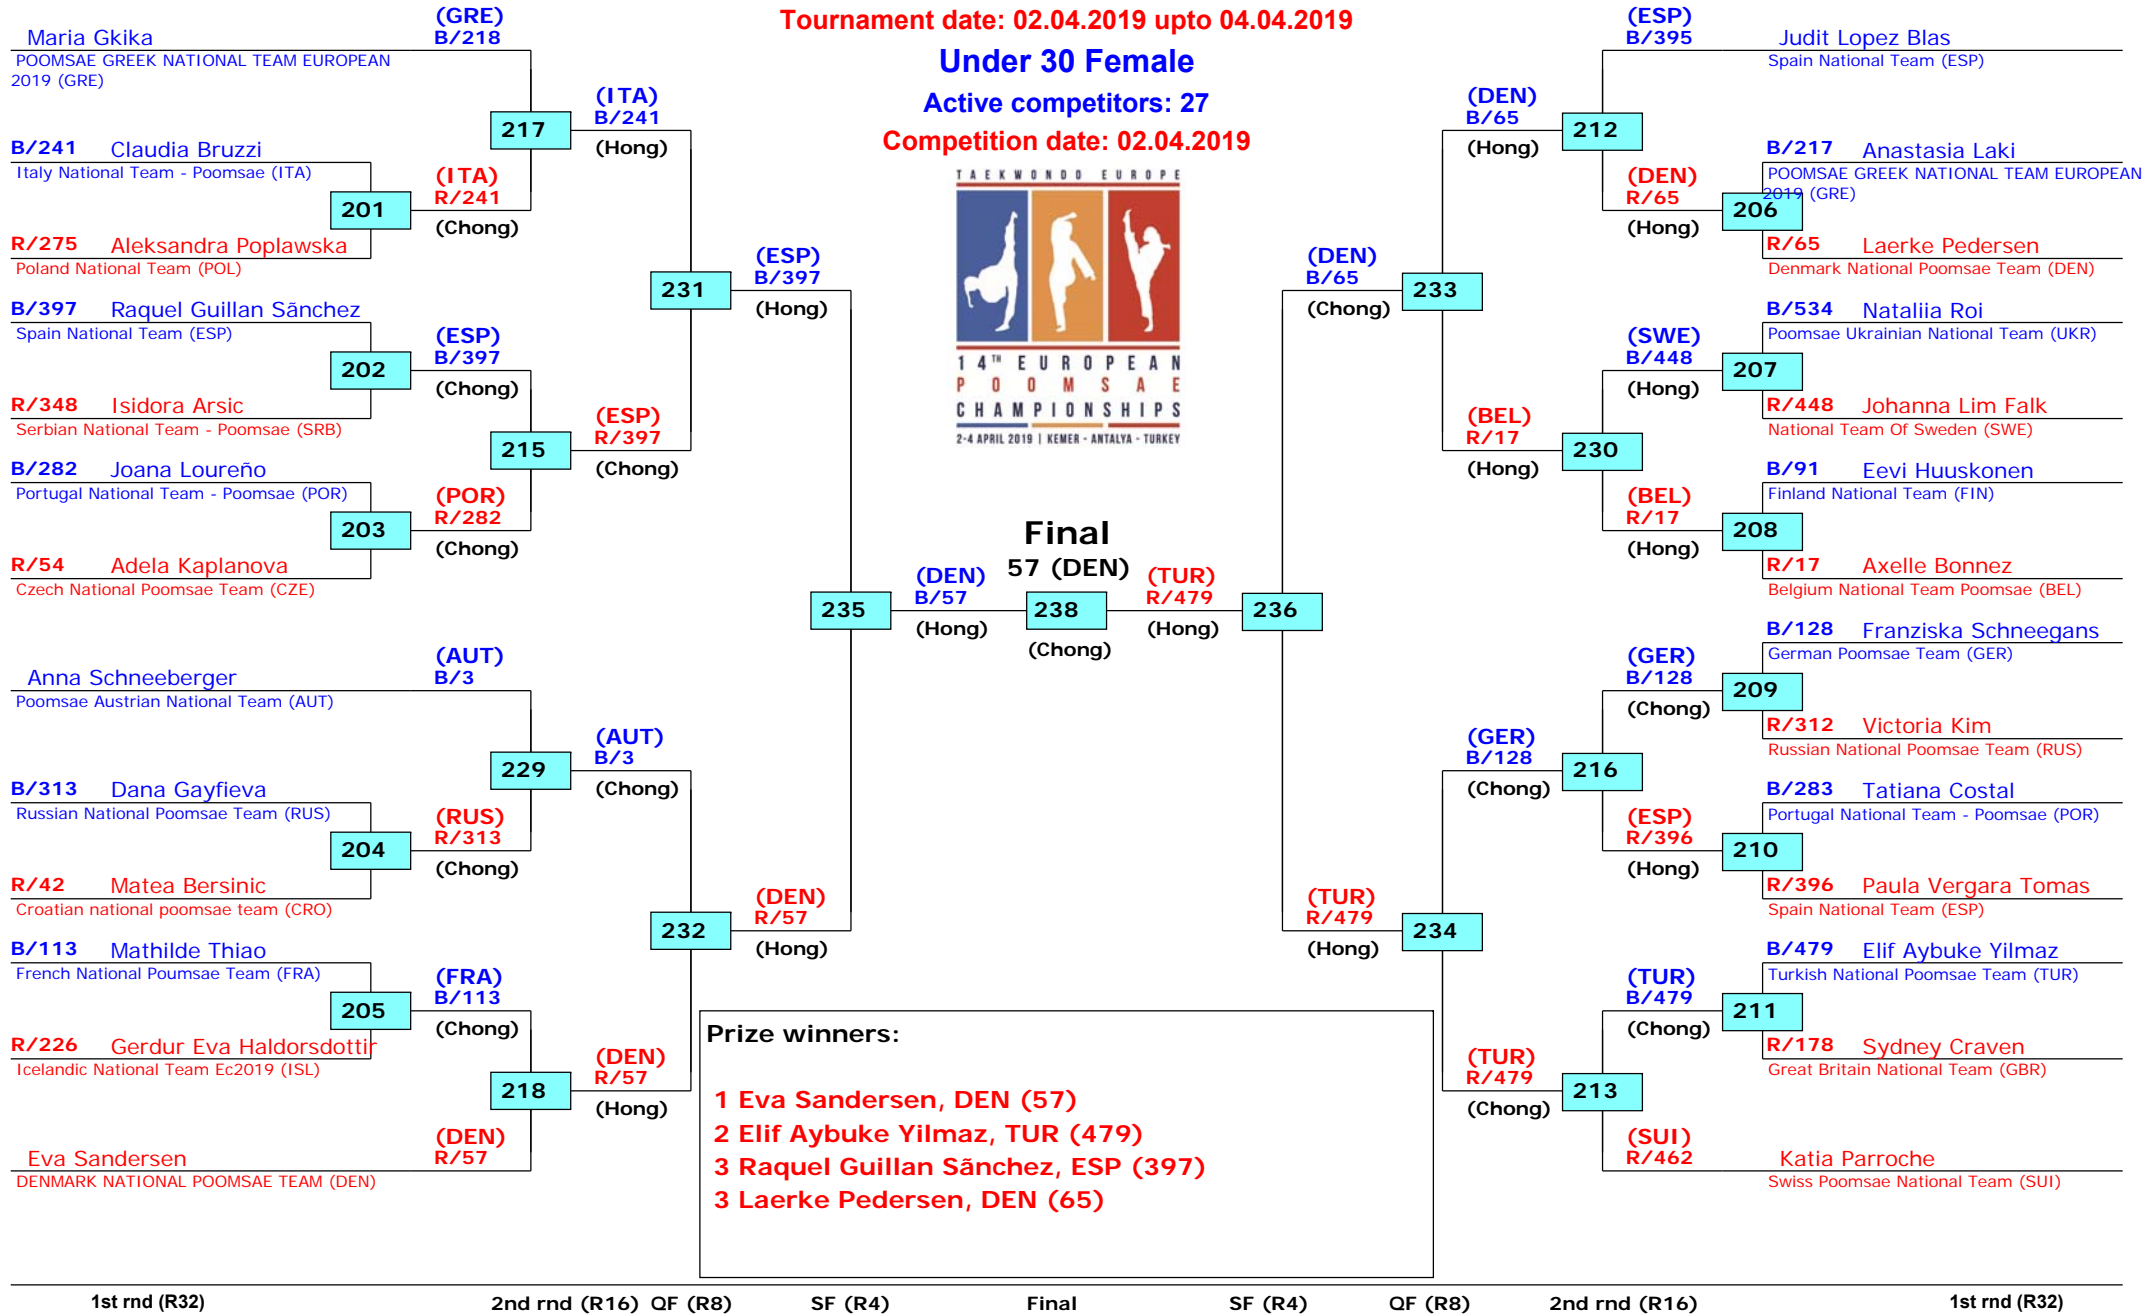 Tournament date: 02.04.2019 upto 04.04.2019
Under 30 Female
Active competitors: 27
Competition date: 02.04.2019
TAEKWONDO EUROPE
14TH EUROPEAN
POOMSAE
CHAMPIONSHIPS
2-4 APRIL 2019 | KEMER - ANTALYA - TURKEY
Maria Gkika
POOMSAE GREEK NATIONAL TEAM EUROPEAN
2019 (GRE)
B/241 Claudia Bruzzi
Italy National Team - Poomsae (ITA)
201
R/275 Aleksandra Poplawska
Poland National Team (POL)
B/397 Raquel Guillan Sãnchez
Spain National Team (ESP)
202
R/348 Isidora Arsic
Serbian National Team - Poomsae (SRB)
B/282 Joana Loureño
Portugal National Team - Poomsae (POR)
203
R/54 Adela Kaplanova
Czech National Poomsae Team (CZE)
Anna Schneeberger
Poomsae Austrian National Team (AUT)
B/313 Dana Gayfieva
Russian National Poomsae Team (RUS)
204
R/42 Matea Bersinic
Croatian national poomsae team (CRO)
B/113 Mathilde Thiao
French National Poumsae Team (FRA)
205
R/226 Gerdur Eva Haldorsdottir
Icelandic National Team Ec2019 (ISL)
Eva Sandersen
DENMARK NATIONAL POOMSAE TEAM (DEN)
(GRE)
B/218
217
(ITA)
R/241
(Chong)
(ESP)
B/397
(Chong)
215
(POR)
R/282
(Chong)
(AUT)
B/3
229
(RUS)
R/313
(Chong)
(FRA)
B/113
(Chong)
218
(DEN)
R/57
(ITA)
B/241
(Hong)
231
(ESP)
R/397
(Chong)
(AUT)
B/3
(Chong)
232
(DEN)
R/57
(Hong)
(ESP)
B/397
(Hong)
235
(DEN)
R/57
(Hong)
(DEN)
B/57
(Hong)
Final
57 (DEN)
238
(Chong)
(TUR)
R/479
(Hong)
(DEN)
B/65
(Chong)
236
(TUR)
R/479
(Hong)
(DEN)
B/65
(Hong)
233
(BEL)
R/17
(Hong)
(GER)
B/128
(Chong)
234
(TUR)
R/479
(Chong)
(ESP)
B/395
212
(DEN)
R/65
(Hong)
(SWE)
B/448
(Hong)
230
(BEL)
R/17
(Hong)
(GER)
B/128
(Chong)
216
(ESP)
R/396
(Hong)
(TUR)
B/479
(Chong)
213
(SUI)
R/462
Judit Lopez Blas
Spain National Team (ESP)
B/217 Anastasia Laki
POOMSAE GREEK NATIONAL TEAM EUROPEAN
2019 (GRE)
206
R/65 Laerke Pedersen
Denmark National Poomsae Team (DEN)
B/534 Nataliia Roi
Poomsae Ukrainian National Team (UKR)
207
R/448 Johanna Lim Falk
National Team Of Sweden (SWE)
B/91 Eevi Huuskonen
Finland National Team (FIN)
208
R/17 Axelle Bonnez
Belgium National Team Poomsae (BEL)
B/128 Franziska Schneegans
German Poomsae Team (GER)
209
R/312 Victoria Kim
Russian National Poomsae Team (RUS)
B/283 Tatiana Costal
Portugal National Team - Poomsae (POR)
210
R/396 Paula Vergara Tomas
Spain National Team (ESP)
B/479 Elif Aybuke Yilmaz
Turkish National Poomsae Team (TUR)
211
R/178 Sydney Craven
Great Britain National Team (GBR)
Katia Parroche
Swiss Poomsae National Team (SUI)
Prize winners:
1 Eva Sandersen, DEN (57)
2 Elif Aybuke Yilmaz, TUR (479)
3 Raquel Guillan Sãnchez, ESP (397)
3 Laerke Pedersen, DEN (65)
1st rnd (R32) 2nd rnd (R16) QF (R8) SF (R4) Final SF (R4) QF (R8) 2nd rnd (R16) 1st rnd (R32)